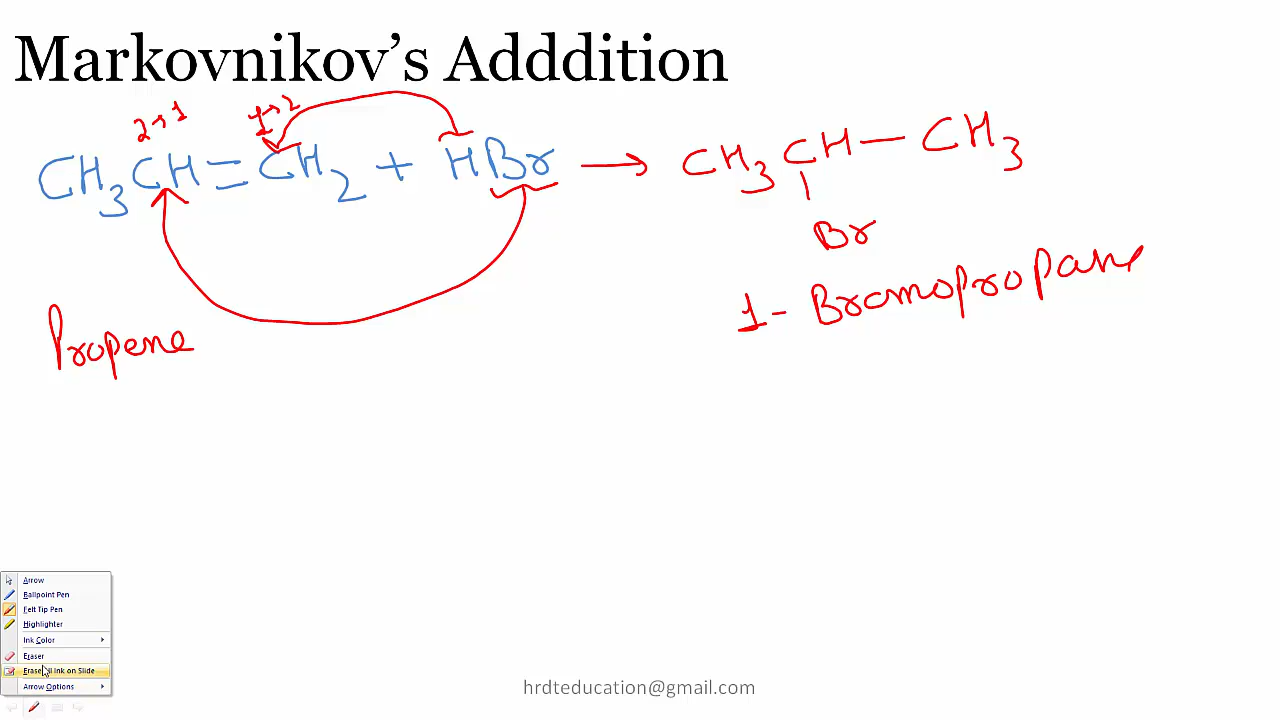 Markovnikov's Adddition
2→1 1→2
CH3CH=CH2 + HBr → CH3CH—CH3
Br
1- Bromopropane
Propene
Arrow
Ballpoint Pen
Felt Tip Pen
Highlighter
Ink Color
Eraser
Erase All Ink on Slide
Arrow Options
hrdteducation@gmail.com